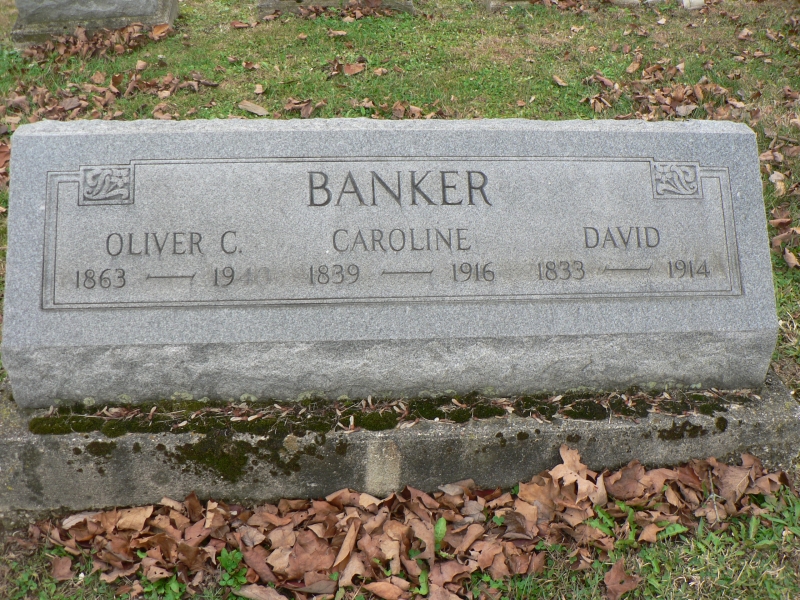 BANKER
OLIVER C. CAROLINE DAVID
1863 — 1839 — 1916 1833 — 1914